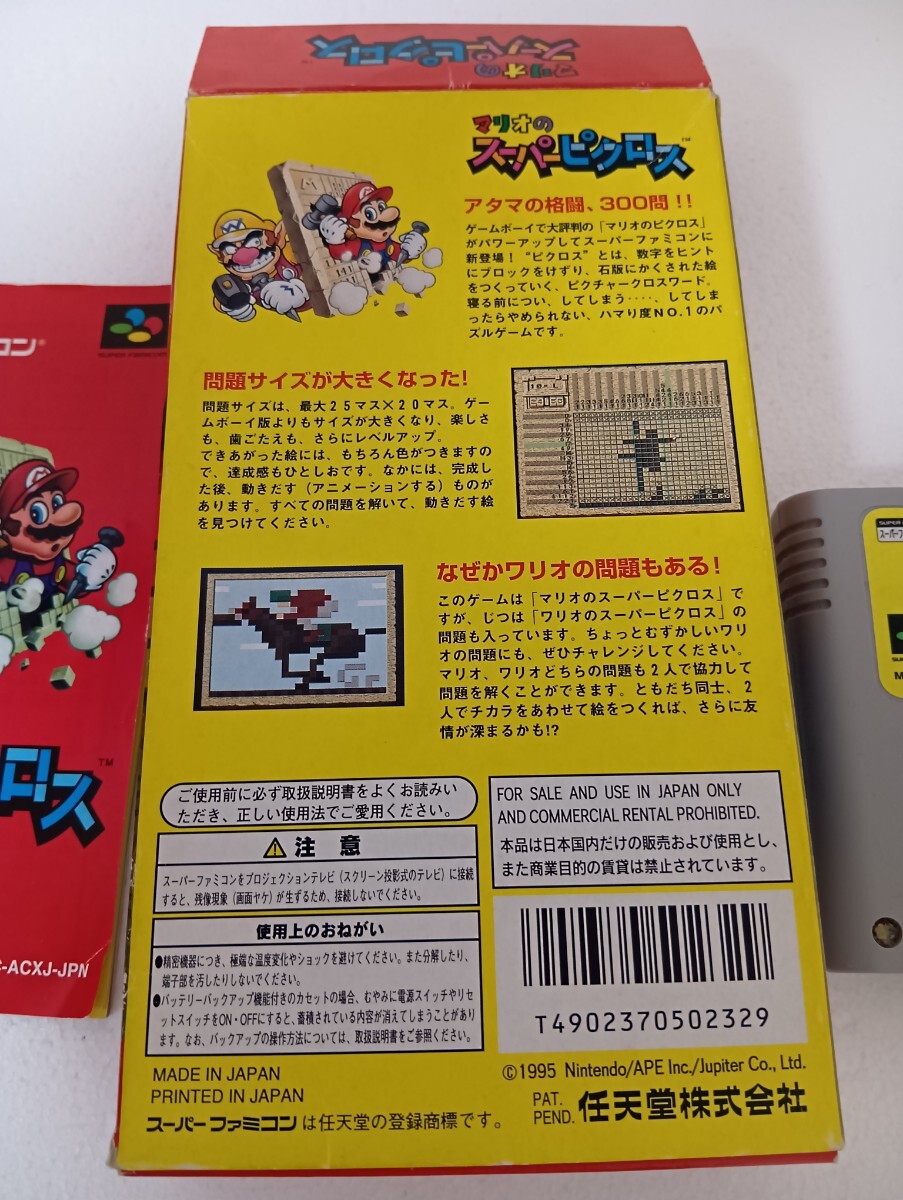 マリオの
スーパーピクロス
マリオの
スーパーピクロス™
アタマの格闘、300問!!
ゲームボーイで大評判の「マリオのピクロス」
がパワーアップしてスーパーファミコンに
新登場! “ピクロス”とは、数字をヒント
にブロックをけずり、石版にかくされた絵
をつくっていく、ピクチャークロスワード。
寝る前につい、してしまう‥‥、してしま
ったらやめられない、ハマり度NO.1のパ
ズルゲームです。
問題サイズが大きくなった!
問題サイズは、最大25マス×20マス。ゲー
ムボーイ版よりもサイズが大きくなり、楽しさ
も、歯ごたえも、さらにレベルアップ。
できあがった絵には、もちろん色がつきますの
で、達成感もひとしおです。なかには、完成し
た後、動きだす(アニメーションする)ものが
あります。すべての問題を解いて、動きだす絵
を見つけてください。
なぜかワリオの問題もある!
このゲームは「マリオのスーパーピクロス」で
すが、じつは「ワリオのスーパーピクロス」の
問題も入っています。ちょっとむずかしいワリ
オの問題にも、ぜひチャレンジしてください。
マリオ、ワリオどちらの問題も2人で協力して
問題を解くことができます。ともだち同士、2
人でチカラをあわせて絵をつくれば、さらに友
情が深まるかも!?
ご使用前に必ず取扱説明書をよくお読みい
ただき、正しい使用法でご愛用ください。
注 意
スーパーファミコンをプロジェクションテレビ(スクリーン投影式のテレビ)に接続
すると、残像現象(画面ヤケ)が生ずるため、接続しないでください。
使用上のおねがい
●精密機器につき、極端な温度変化やショックを避けてください。また分解したり、
端子部を汚したりしないでください。
●バッテリーバックアップ機能付きのカセットの場合、むやみに電源スイッチやリセ
ットスイッチをON・OFFにすると、蓄積されている内容が消えてしまうことがありま
す。なお、バックアップの操作方法については、取扱説明書をご参照ください。
FOR SALE AND USE IN JAPAN ONLY
AND COMMERCIAL RENTAL PROHIBITED.
本品は日本国内だけの販売および使用とし、
また商業目的の賃貸は禁止されています。
T4902370502329
MADE IN JAPAN
PRINTED IN JAPAN
スーパーファミコンは任天堂の登録商標です。
©1995 Nintendo/APE Inc./Jupiter Co., Ltd.
PAT.
PEND. 任天堂株式会社
コン®
SUPER FAMICOM
ロス™
-ACXJ-JPN